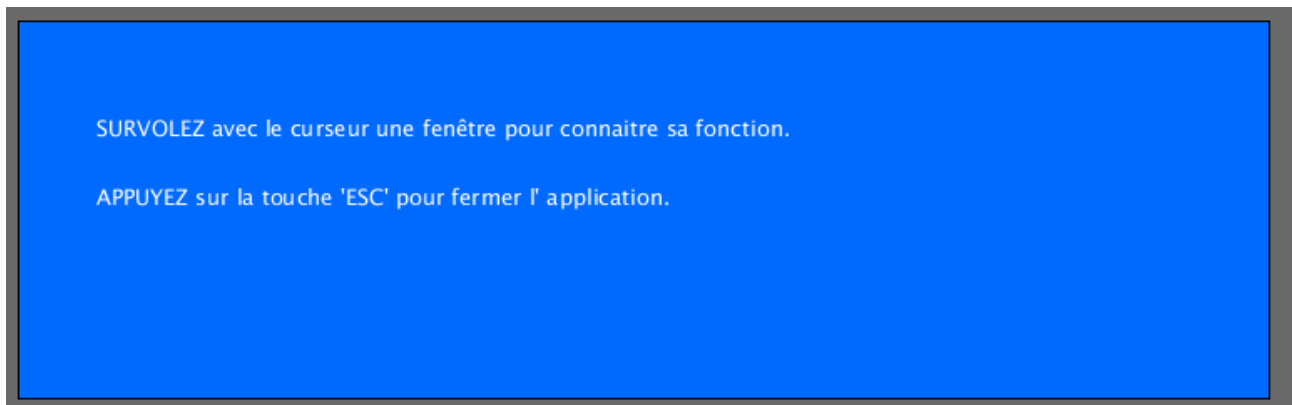 SURVOLEZ avec le curseur une fenêtre pour connaitre sa fonction.
APPUYEZ sur la touche 'ESC' pour fermer l' application.